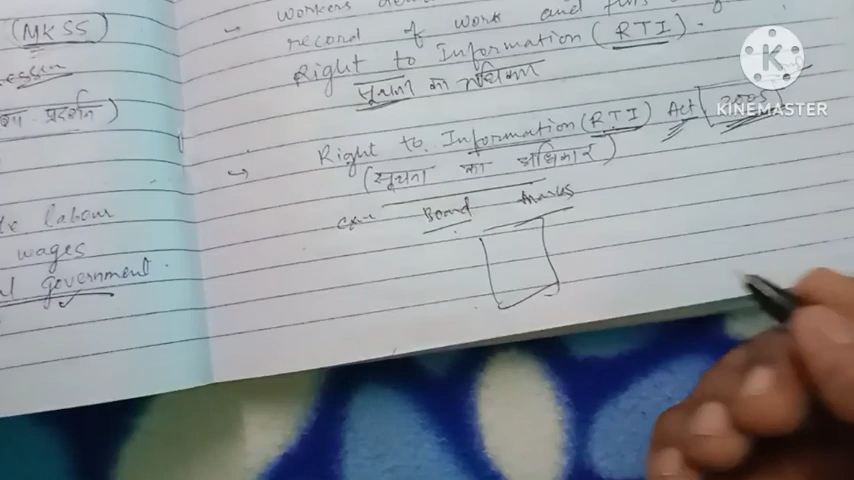 (MKSS)
प्रदर्शन)
labour
wages
government
workers
record of work and
Right to Information (RTI).
सूचना का अधिकार
Right to Information (RTI) Act 2005
(सूचना का अधिकार)
Board Marks
KINEMASTER